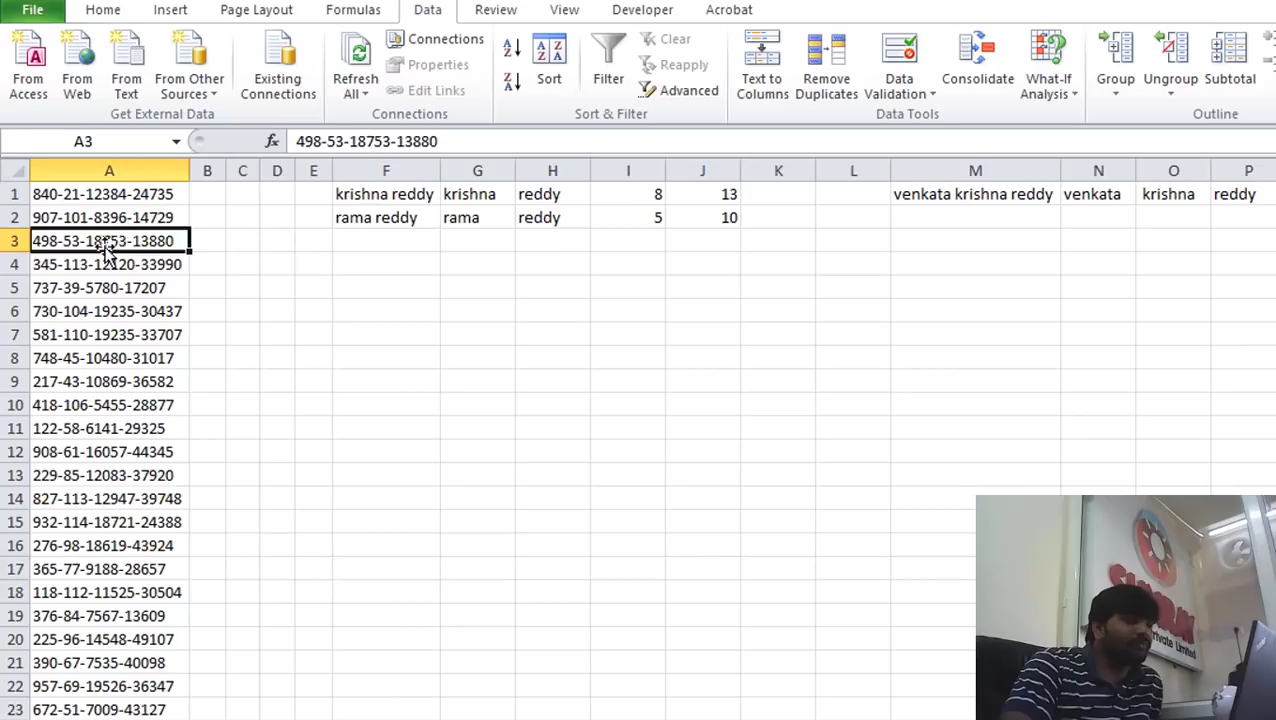 File Home Insert Page Layout Formulas Data Review View Developer Acrobat
From Access From Web From Text From Other Sources Existing Connections Refresh All Connections Properties Edit Links Sort Filter Clear Reapply Advanced Text to Columns Remove Duplicates Data Validation Consolidate What-If Analysis Group Ungroup Subtotal
Get External Data Connections Sort & Filter Data Tools Outline
A3 fx 498-53-18753-13880
A B C D E F G H I J K L M N O P
1 840-21-12384-24735 krishna reddy krishna reddy 8 13 venkata krishna reddy venkata krishna reddy
2 907-101-8396-14729 rama reddy rama reddy 5 10
3 498-53-18753-13880
4 345-113-12120-33990
5 737-39-5780-17207
6 730-104-19235-30437
7 581-110-19235-33707
8 748-45-10480-31017
9 217-43-10869-36582
10 418-106-5455-28877
11 122-58-6141-29325
12 908-61-16057-44345
13 229-85-12083-37920
14 827-113-12947-39748
15 932-114-18721-24388
16 276-98-18619-43924
17 365-77-9188-28657
18 118-112-11525-30504
19 376-84-7567-13609
20 225-96-14548-49107
21 390-67-7535-40098
22 957-69-19526-36347
23 672-51-7009-43127
Private Limited